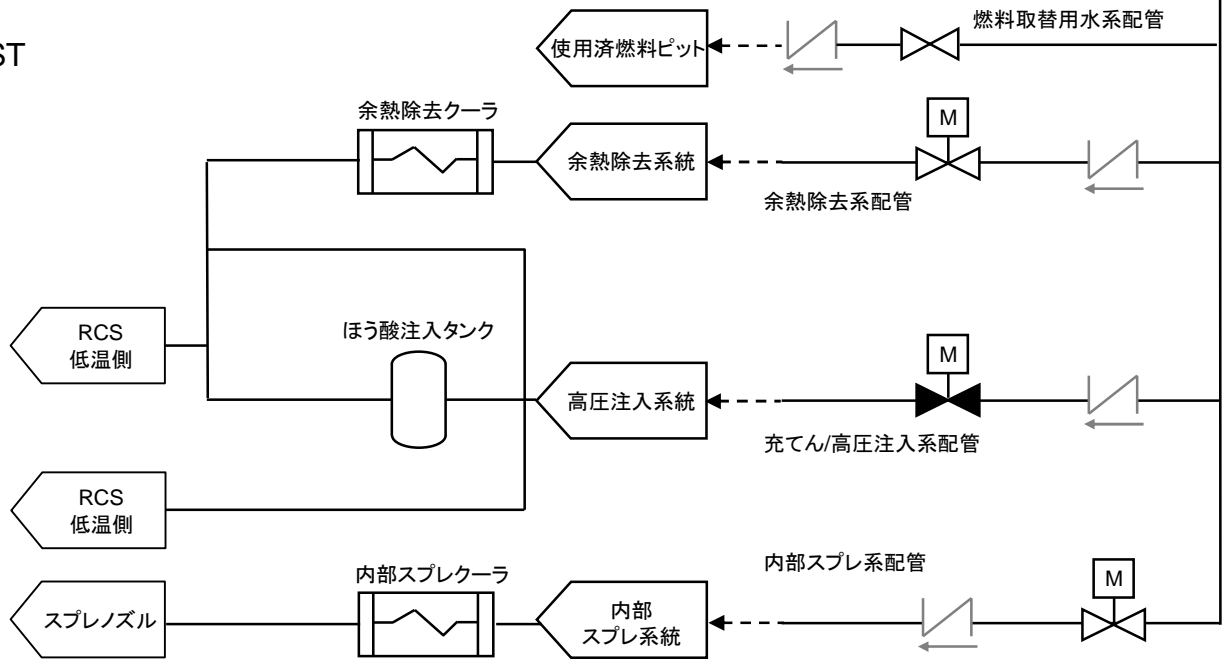 燃料取替用水系配管
使用済燃料ピット
ST
余熱除去クーラ
M
余熱除去系統
余熱除去系配管
RCS
低温側
ほう酸注入タンク
M
高圧注入系統
充てん/高圧注入系配管
RCS
低温側
内部スプレ系配管
内部スプレクーラ
M
スプレノズル
内部
スプレ系統